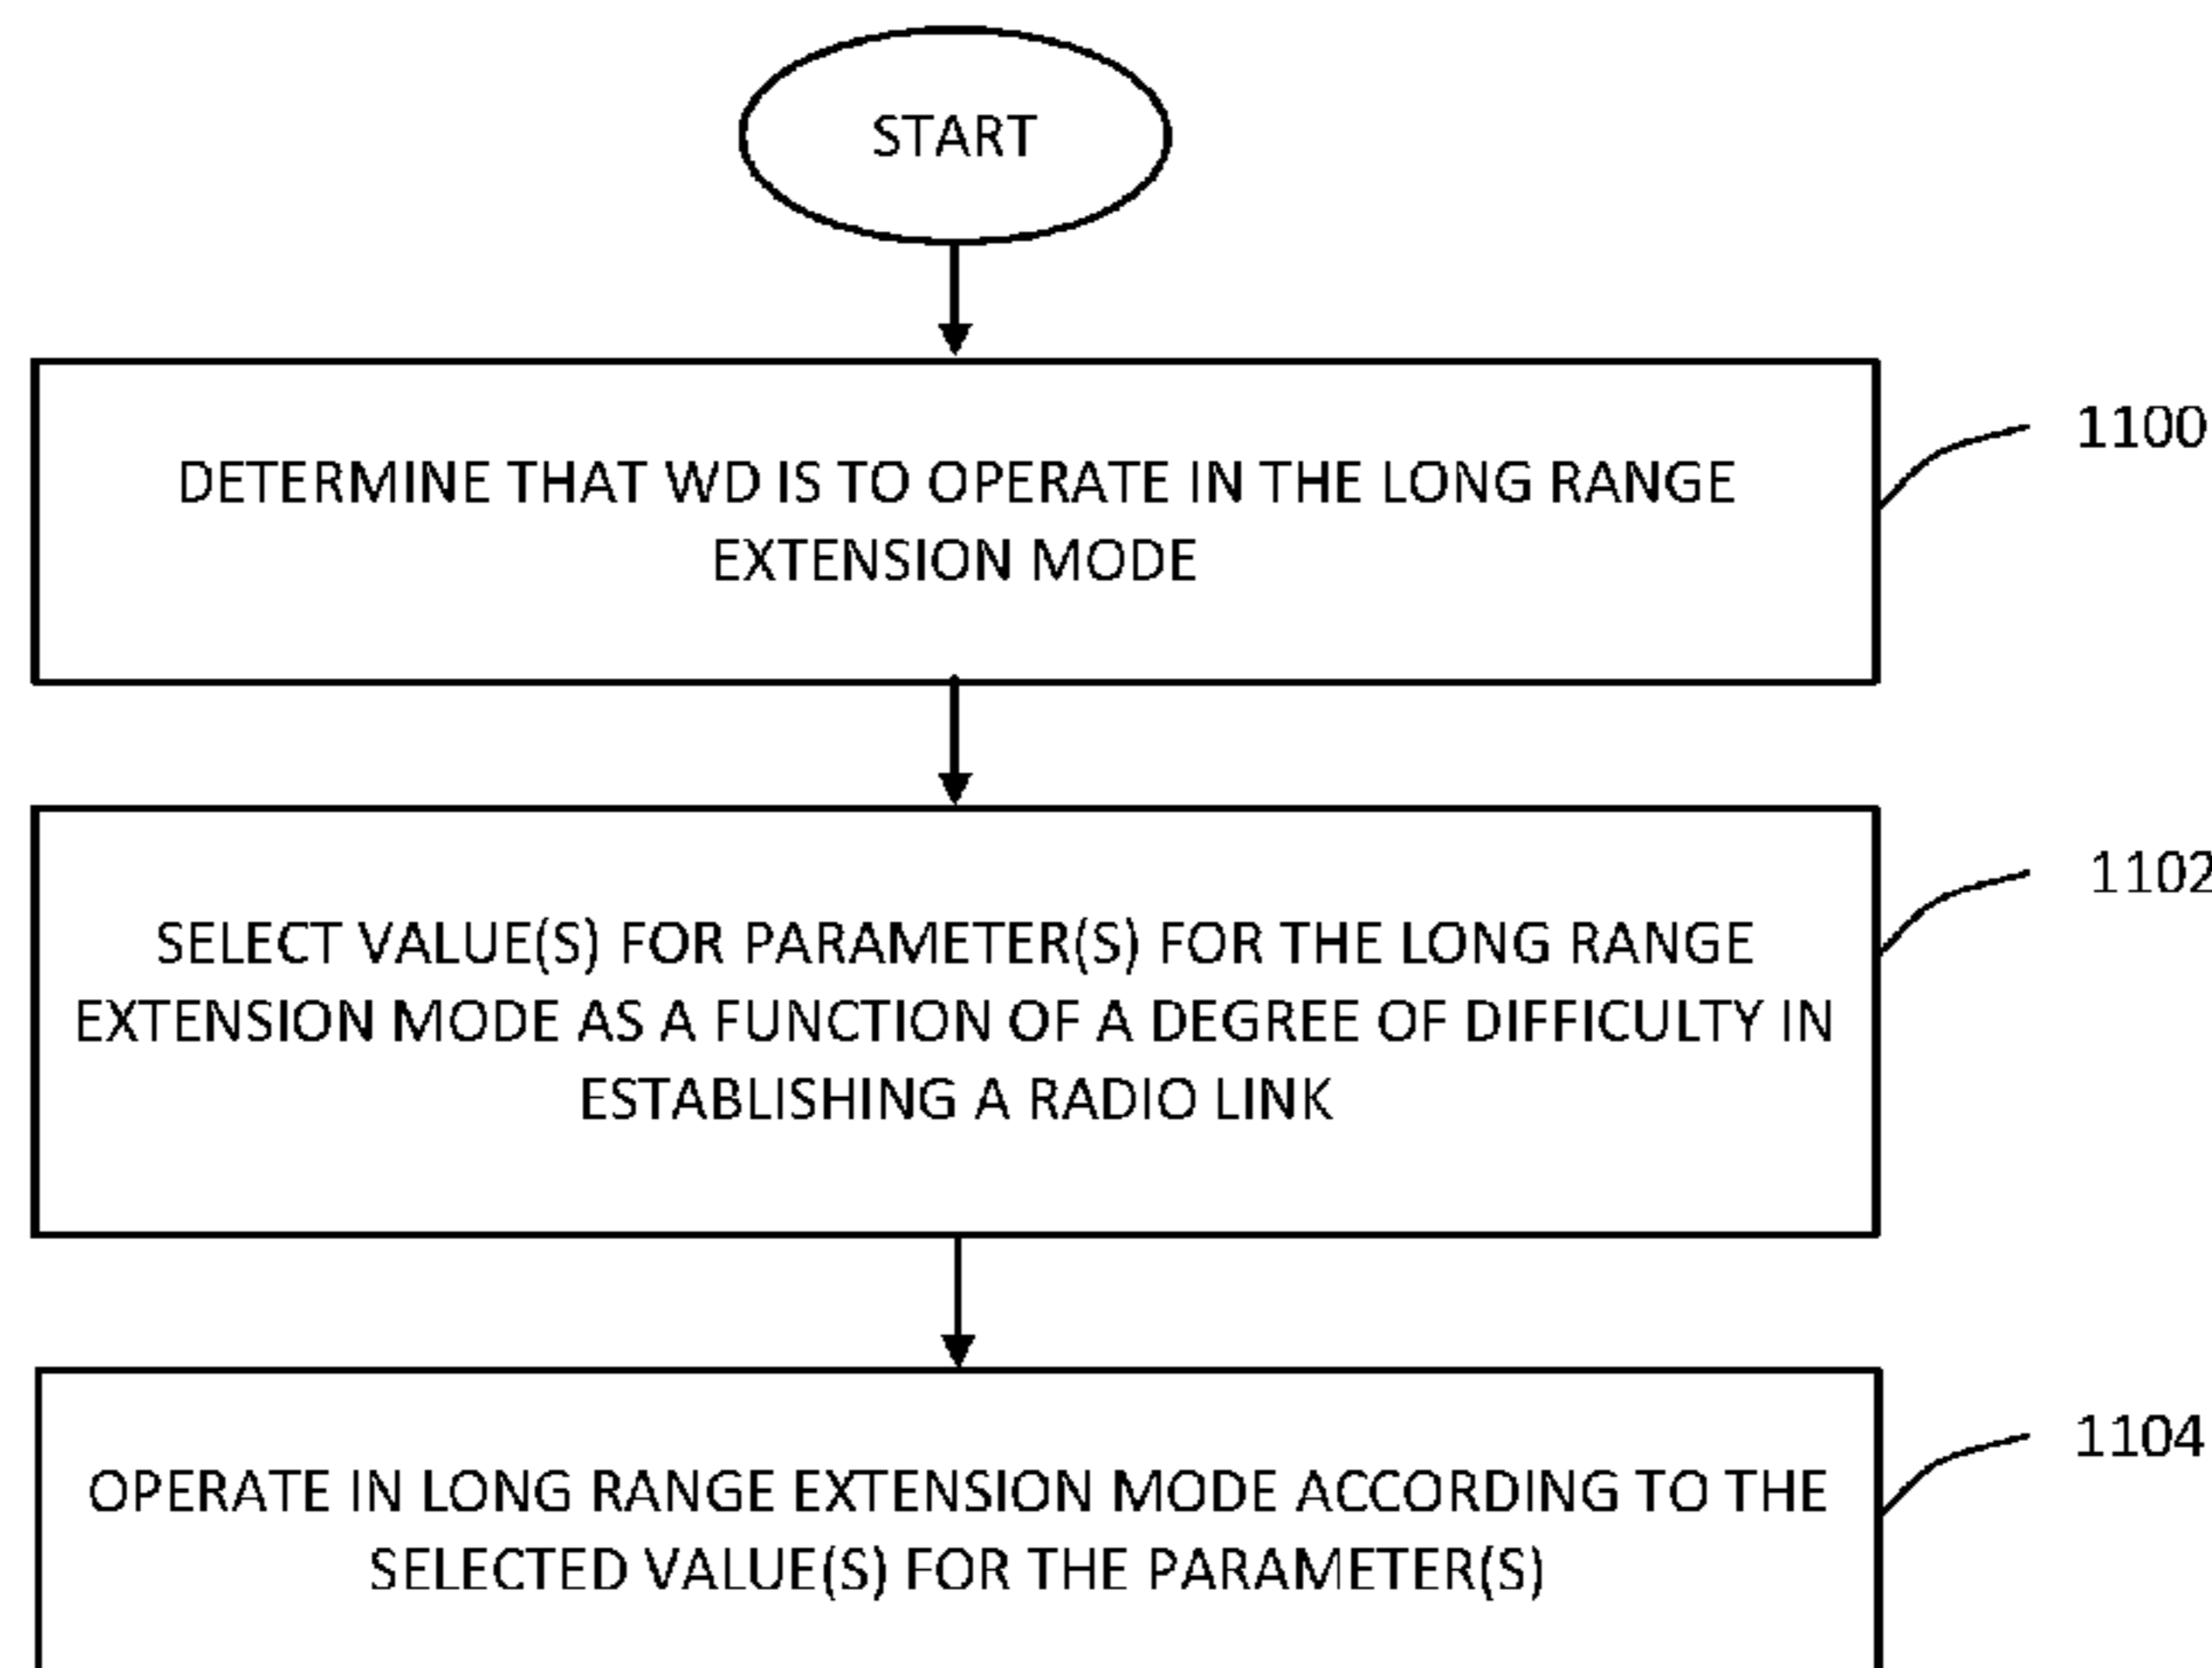 START
DETERMINE THAT WD IS TO OPERATE IN THE LONG RANGE
EXTENSION MODE
1100
SELECT VALUE(S) FOR PARAMETER(S) FOR THE LONG RANGE
EXTENSION MODE AS A FUNCTION OF A DEGREE OF DIFFICULTY IN
ESTABLISHING A RADIO LINK
1102
OPERATE IN LONG RANGE EXTENSION MODE ACCORDING TO THE
SELECTED VALUE(S) FOR THE PARAMETER(S)
1104